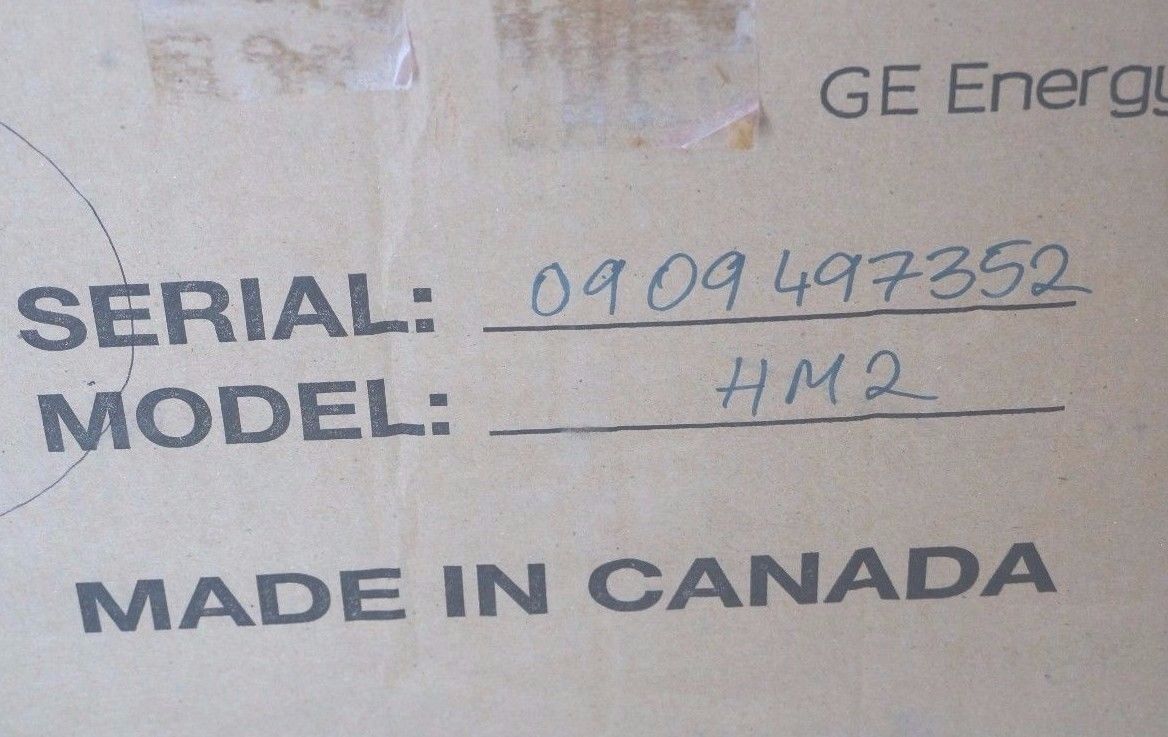 GE Energy
SERIAL: 0909497352
MODEL: HM2
MADE IN CANADA